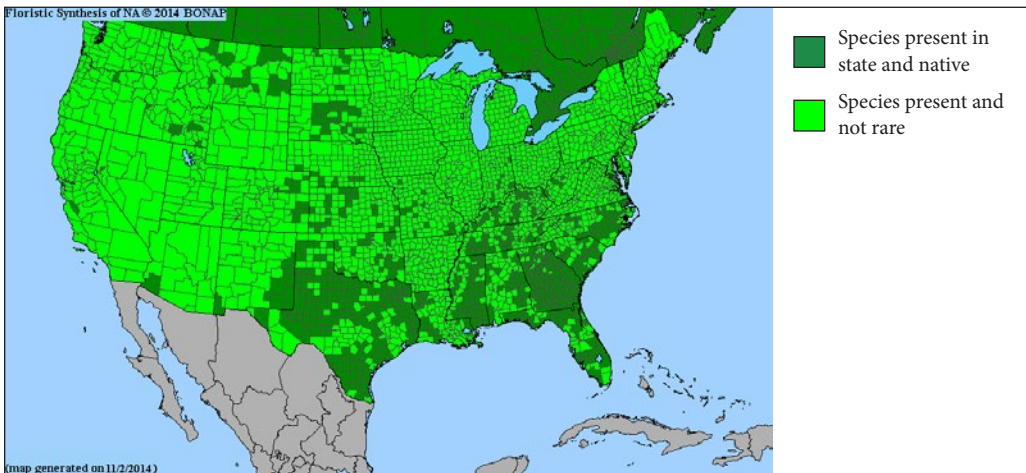 Floristic Synthesis of NA © 2014 BONAP
Species present in
state and native
Species present and
not rare
(map generated on 11/2/2014)